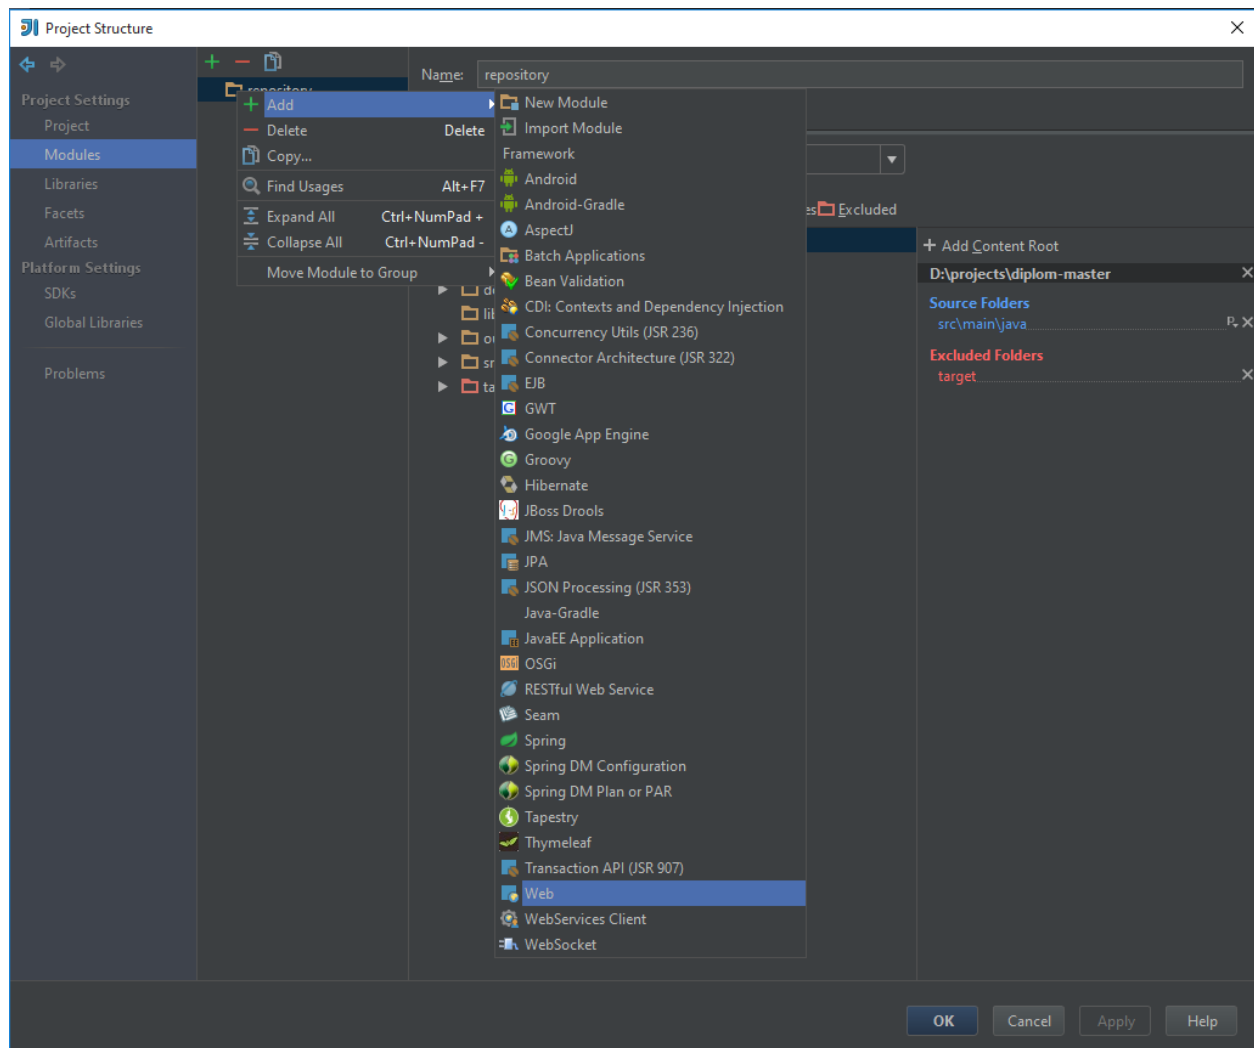 Project Structure
Name: repository
Project Settings
Project
Modules
Libraries
Facets
Artifacts
Platform Settings
SDKs
Global Libraries
Problems
repository
Add
Delete Delete
Copy...
Find Usages Alt+F7
Expand All Ctrl+NumPad +
Collapse All Ctrl+NumPad -
Move Module to Group
New Module
Import Module
Framework
Android
Android-Gradle
AspectJ
Batch Applications
Bean Validation
CDI: Contexts and Dependency Injection
Concurrency Utils (JSR 236)
Connector Architecture (JSR 322)
EJB
GWT
Google App Engine
Groovy
Hibernate
JBoss Drools
JMS: Java Message Service
JPA
JSON Processing (JSR 353)
Java-Gradle
JavaEE Application
OSGi
RESTful Web Service
Seam
Spring
Spring DM Configuration
Spring DM Plan or PAR
Tapestry
Thymeleaf
Transaction API (JSR 907)
Web
WebServices Client
WebSocket
Excluded
+ Add Content Root
D:\projects\diplom-master
Source Folders
src\main\java
Excluded Folders
target
OK Cancel Apply Help